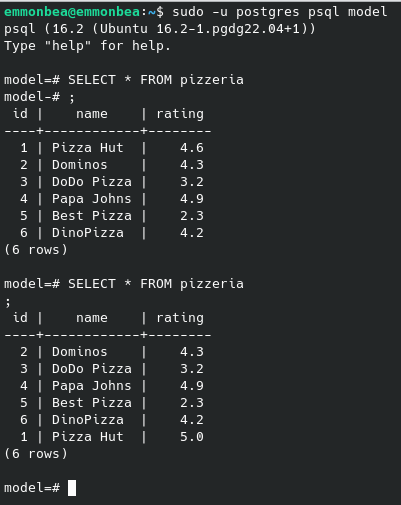 emmonbea@emmonbea:~$ sudo -u postgres psql model
psql (16.2 (Ubuntu 16.2-1.pgdg22.04+1))
Type "help" for help.

model=# SELECT * FROM pizzeria
model-# ;
 id |    name    | rating
----+------------+--------
  1 | Pizza Hut  |    4.6
  2 | Dominos    |    4.3
  3 | DoDo Pizza |    3.2
  4 | Papa Johns |    4.9
  5 | Best Pizza |    2.3
  6 | DinoPizza  |    4.2
(6 rows)

model=# SELECT * FROM pizzeria
;
 id |    name    | rating
----+------------+--------
  2 | Dominos    |    4.3
  3 | DoDo Pizza |    3.2
  4 | Papa Johns |    4.9
  5 | Best Pizza |    2.3
  6 | DinoPizza  |    4.2
  1 | Pizza Hut  |    5.0
(6 rows)

model=#